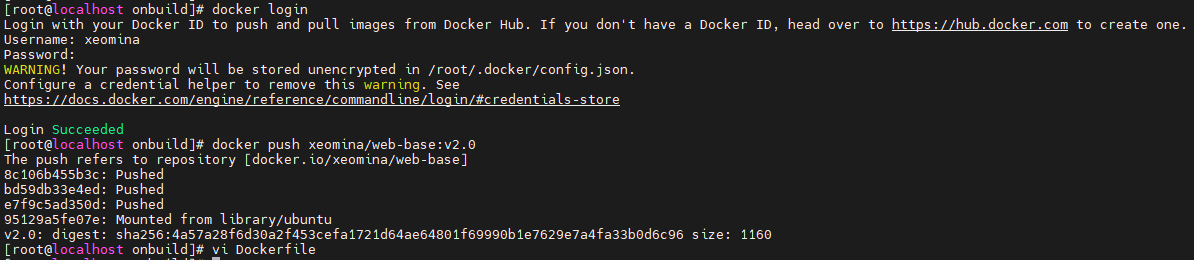 [root@localhost onbuild]# docker login
Login with your Docker ID to push and pull images from Docker Hub. If you don't have a Docker ID, head over to https://hub.docker.com to create one.
Username: xeomina
Password:
WARNING! Your password will be stored unencrypted in /root/.docker/config.json.
Configure a credential helper to remove this warning. See
https://docs.docker.com/engine/reference/commandline/login/#credentials-store
Login Succeeded
[root@localhost onbuild]# docker push xeomina/web-base:v2.0
The push refers to repository [docker.io/xeomina/web-base]
8c106b455b3c: Pushed
bd59db33e4ed: Pushed
e7f9c5ad350d: Pushed
95129a5fe07e: Mounted from library/ubuntu
v2.0: digest: sha256:4a57a28f6d30a2f453cefa1721d64ae64801f69990b1e7629e7a4fa33b0d6c96 size: 1160
[root@localhost onbuild]# vi Dockerfile
[root@localhost onbuild]#